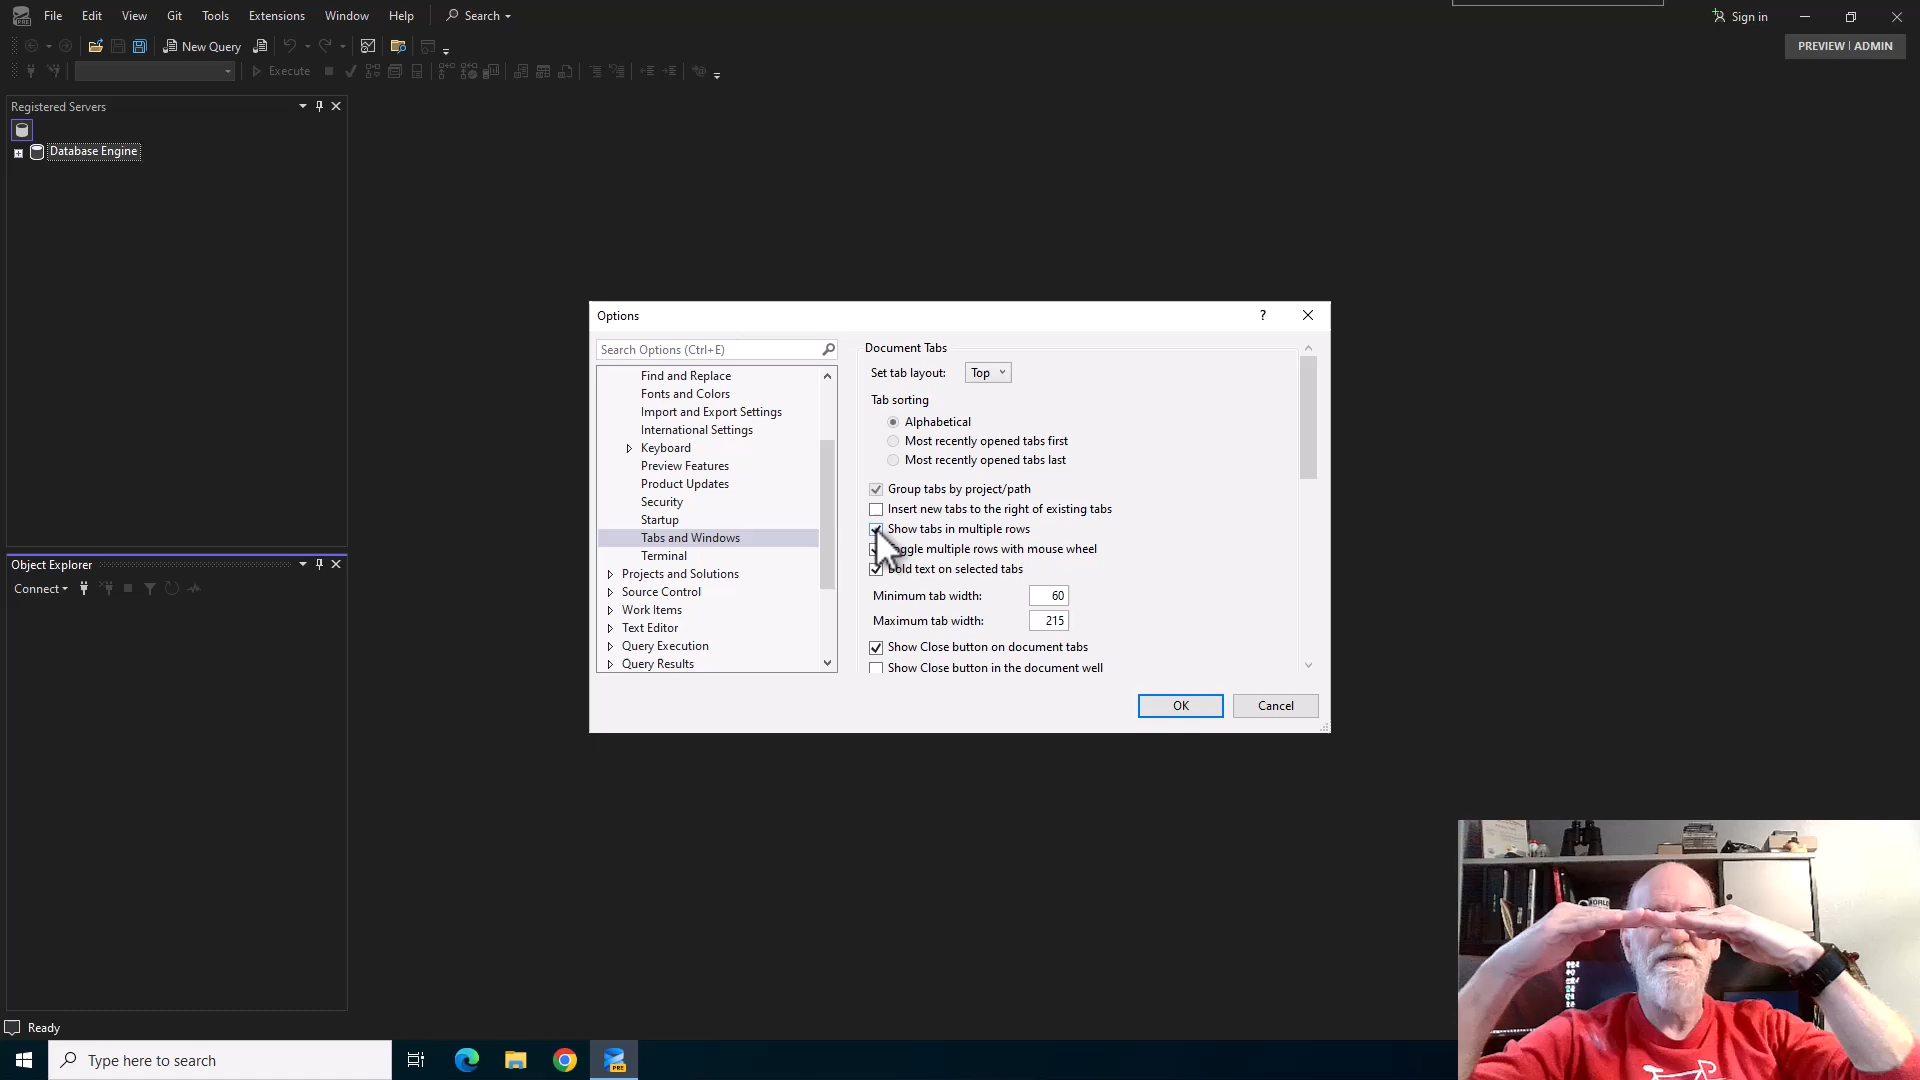 File Edit View Git Tools Extensions Window Help Search Sign in
New Query PREVIEW | ADMIN
Execute
Registered Servers
Database Engine
Options
Search Options (Ctrl+E)
Find and Replace
Fonts and Colors
Import and Export Settings
International Settings
Keyboard
Preview Features
Product Updates
Security
Startup
Tabs and Windows
Terminal
Projects and Solutions
Source Control
Work Items
Text Editor
Query Execution
Query Results
Document Tabs
Set tab layout: Top
Tab sorting
Alphabetical
Most recently opened tabs first
Most recently opened tabs last
Group tabs by project/path
Insert new tabs to the right of existing tabs
Show tabs in multiple rows
multiple rows with mouse wheel
text on selected tabs
Minimum tab width: 60
Maximum tab width: 215
Show Close button on document tabs
Show Close button in the document well
OK Cancel
Object Explorer
Connect
Ready
Type here to search
PRE